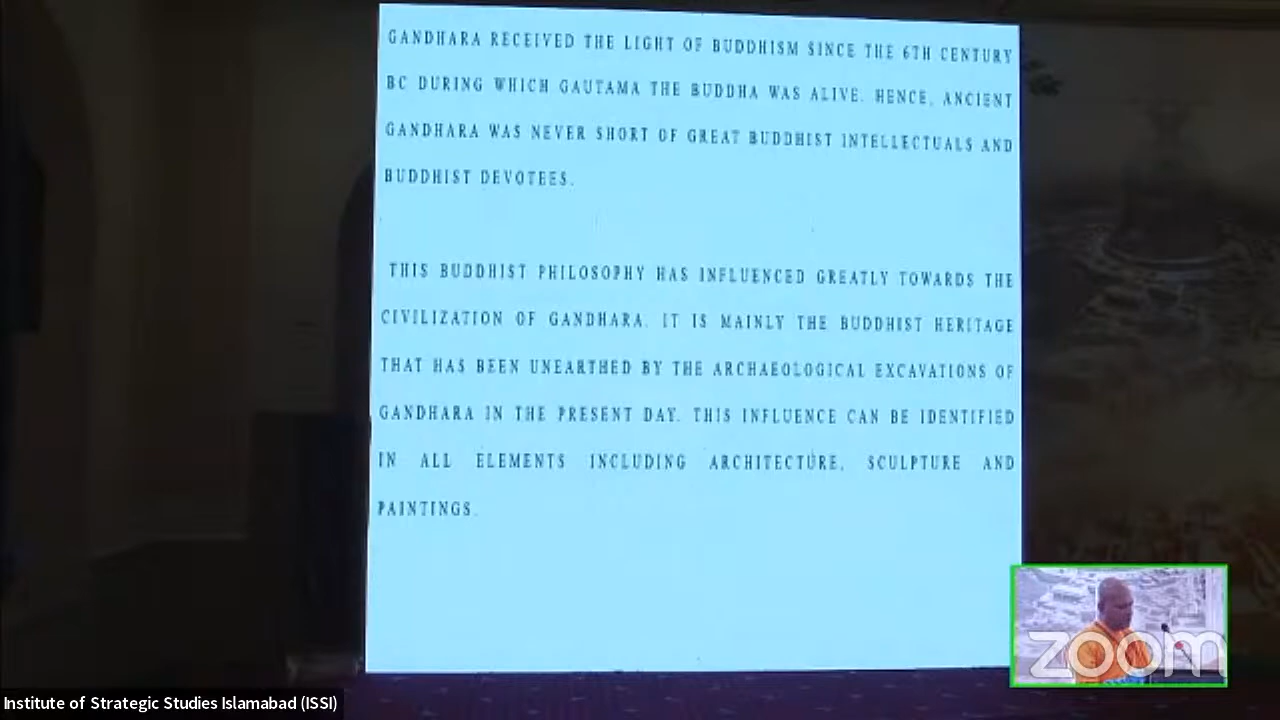 GANDHARA RECEIVED THE LIGHT OF BUDDHISM SINCE THE 6TH CENTURY
BC DURING WHICH GAUTAMA THE BUDDHA WAS ALIVE. HENCE, ANCIENT
GANDHARA WAS NEVER SHORT OF GREAT BUDDHIST INTELLECTUALS AND
BUDDHIST DEVOTEES.
THIS BUDDHIST PHILOSOPHY HAS INFLUENCED GREATLY TOWARDS THE
CIVILIZATION OF GANDHARA. IT IS MAINLY THE BUDDHIST HERITAGE
THAT HAS BEEN UNEARTHED BY THE ARCHAEOLOGICAL EXCAVATIONS OF
GANDHARA IN THE PRESENT DAY. THIS INFLUENCE CAN BE IDENTIFIED
IN ALL ELEMENTS INCLUDING ARCHITECTURE, SCULPTURE AND
PAINTINGS.
zoom
Institute of Strategic Studies Islamabad (ISSI)